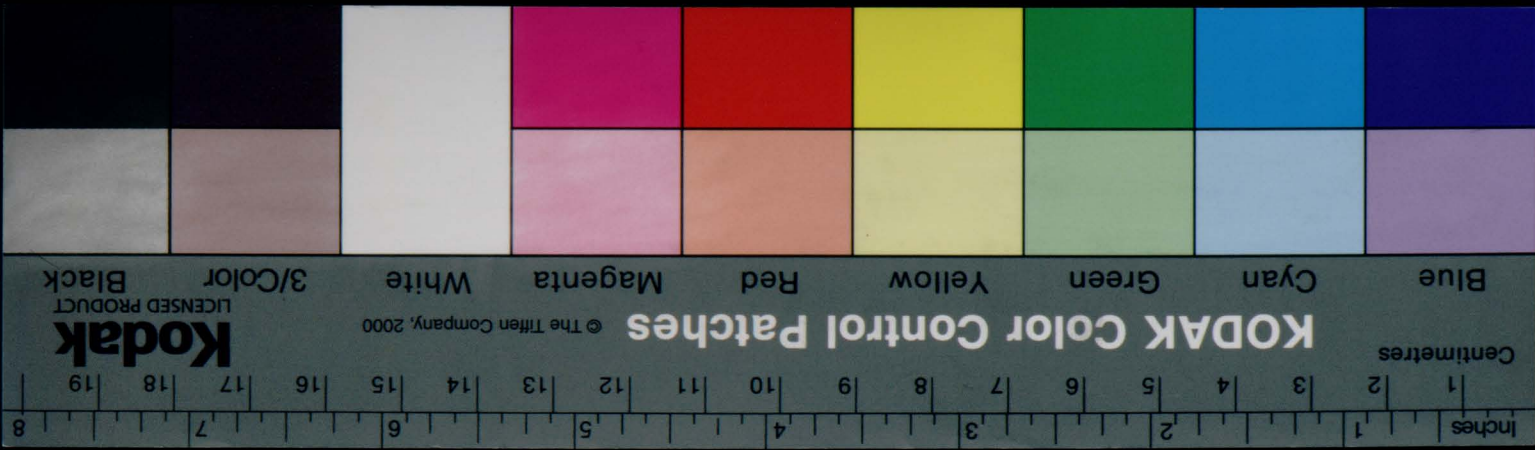 Inches 1 2 3 4 5 6 7 8
1 2 3 4 5 6 7 8 9 10 11 12 13 14 15 16 17 18 19
Centimetres
KODAK Color Control Patches
© The Tiffen Company, 2000
Kodak
LICENSED PRODUCT
Blue Cyan Green Yellow Red Magenta White 3/Color Black